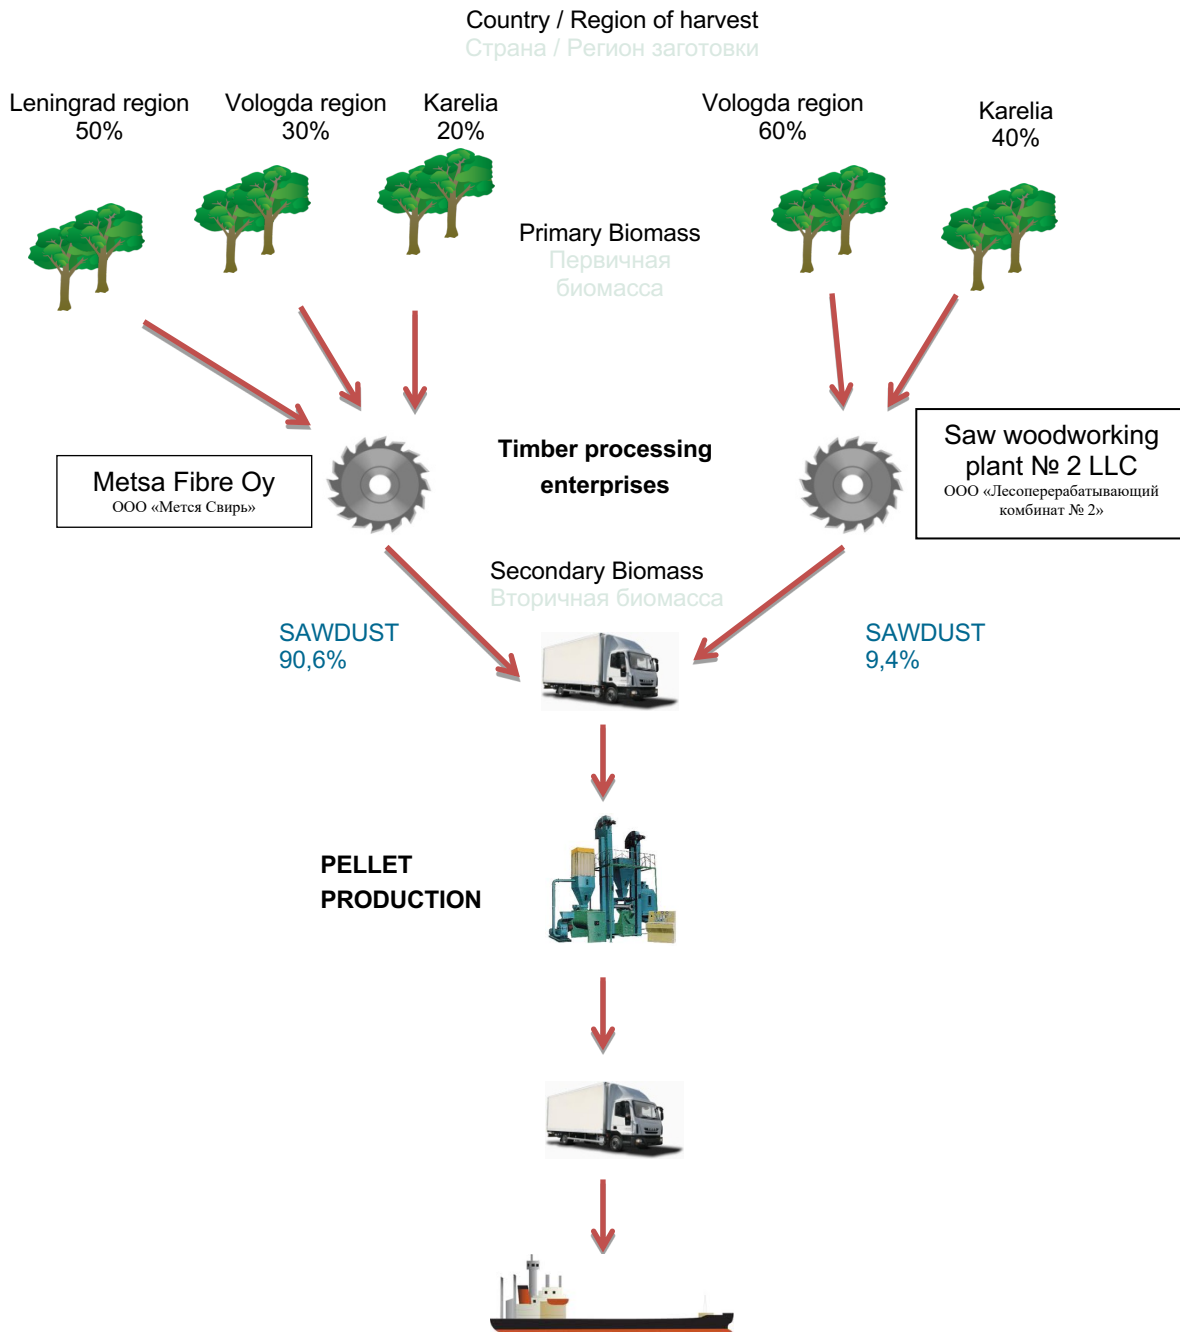 Country / Region of harvest
Страна / Регион заготовки
Leningrad region
50%
Vologda region
30%
Karelia
20%
Vologda region
60%
Karelia
40%
Primary Biomass
Первичная
биомасса
Metsa Fibre Oy
ООО «Мется Свирь»
Timber processing
enterprises
Saw woodworking
plant № 2 LLC
ООО «Лесоперерабатывающий
комбинат № 2»
Secondary Biomass
Вторичная биомасса
SAWDUST
90,6%
SAWDUST
9,4%
PELLET
PRODUCTION